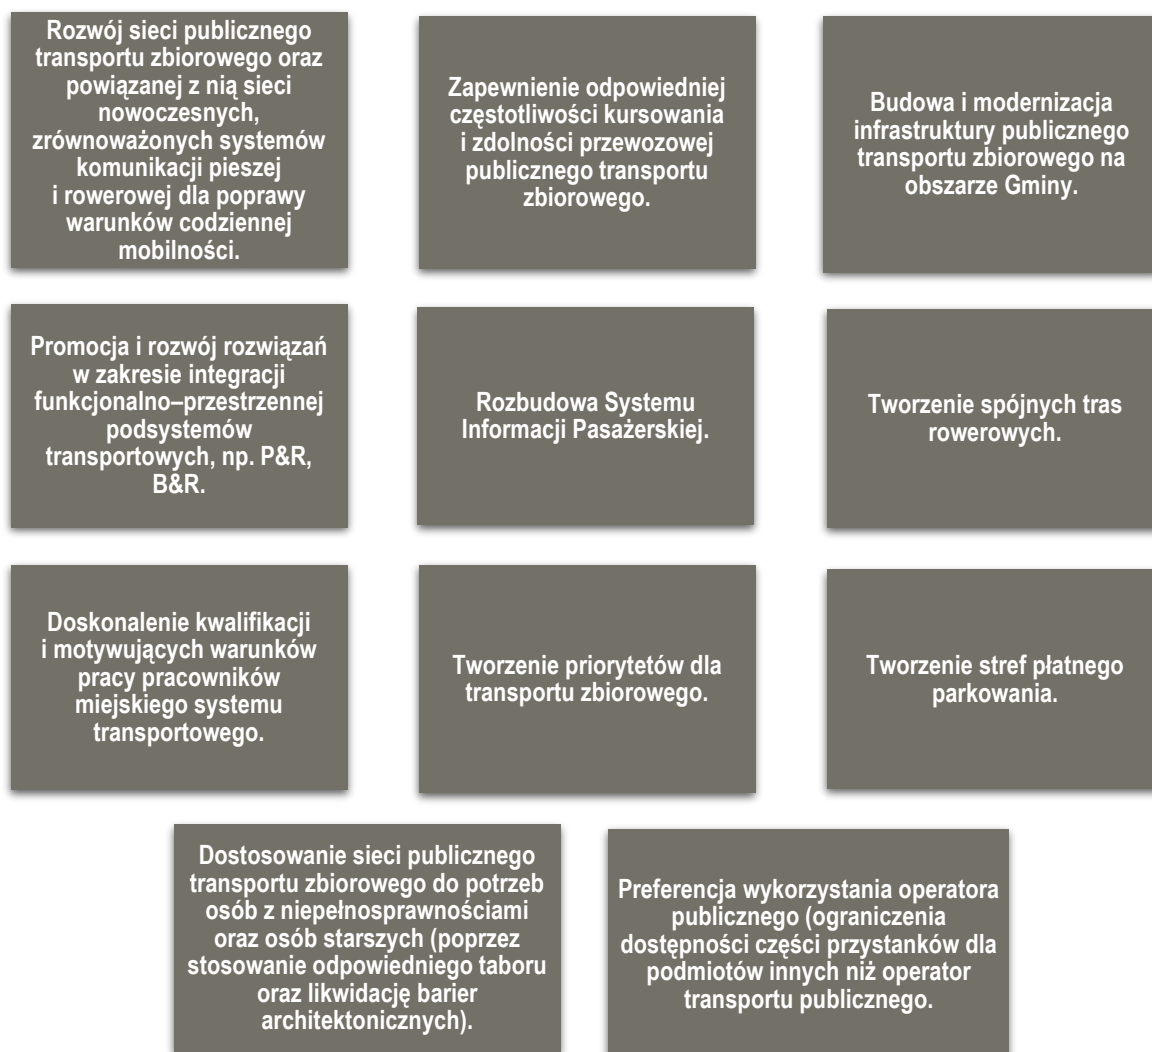 Rozwój sieci publicznego
transportu zbiorowego oraz
powiązanej z nią sieci
nowoczesnych,
zrównoważonych systemów
komunikacji pieszej
i rowerowej dla poprawy
warunków codziennej
mobilności.
Zapewnienie odpowiedniej
częstotliwości kursowania
i zdolności przewozowej
publicznego transportu
zbiorowego.
Budowa i modernizacja
infrastruktury publicznego
transportu zbiorowego na
obszarze Gminy.
Promocja i rozwój rozwiązań
w zakresie integracji
funkcjonalno–przestrzennej
podsystemów
transportowych, np. P&R,
B&R.
Rozbudowa Systemu
Informacji Pasażerskiej.
Tworzenie spójnych tras
rowerowych.
Doskonalenie kwalifikacji
i motywujących warunków
pracy pracowników
miejskiego systemu
transportowego.
Tworzenie priorytetów dla
transportu zbiorowego.
Tworzenie stref płatnego
parkowania.
Dostosowanie sieci publicznego
transportu zbiorowego do potrzeb
osób z niepełnosprawnościami
oraz osób starszych (poprzez
stosowanie odpowiedniego taboru
oraz likwidację barier
architektonicznych).
Preferencja wykorzystania operatora
publicznego (ograniczenia
dostępności części przystanków dla
podmiotów innych niż operator
transportu publicznego.